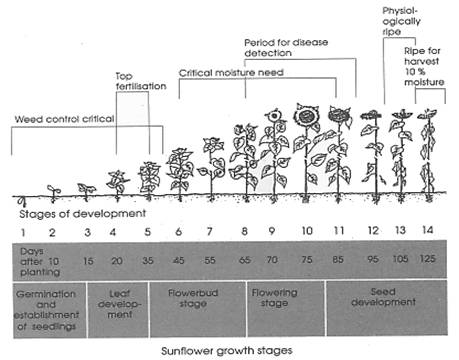 Physiol-
ogically
ripe
Period for disease
detection
Ripe for
harvest
10 %
moisture
Top
fertilisation
Critical moisture need
Weed control critical
Stages of development
1 2 3 4 5 6 7 8 9 10 11 12 13 14
Days
after 10 15 20 35 45 55 65 70 75 85 95 105 125
planting
Germination
and
establishment
of seedlings
Leaf
develop-
ment
Flowerbud
stage
Flowering
stage
Seed
development
Sunflower growth stages